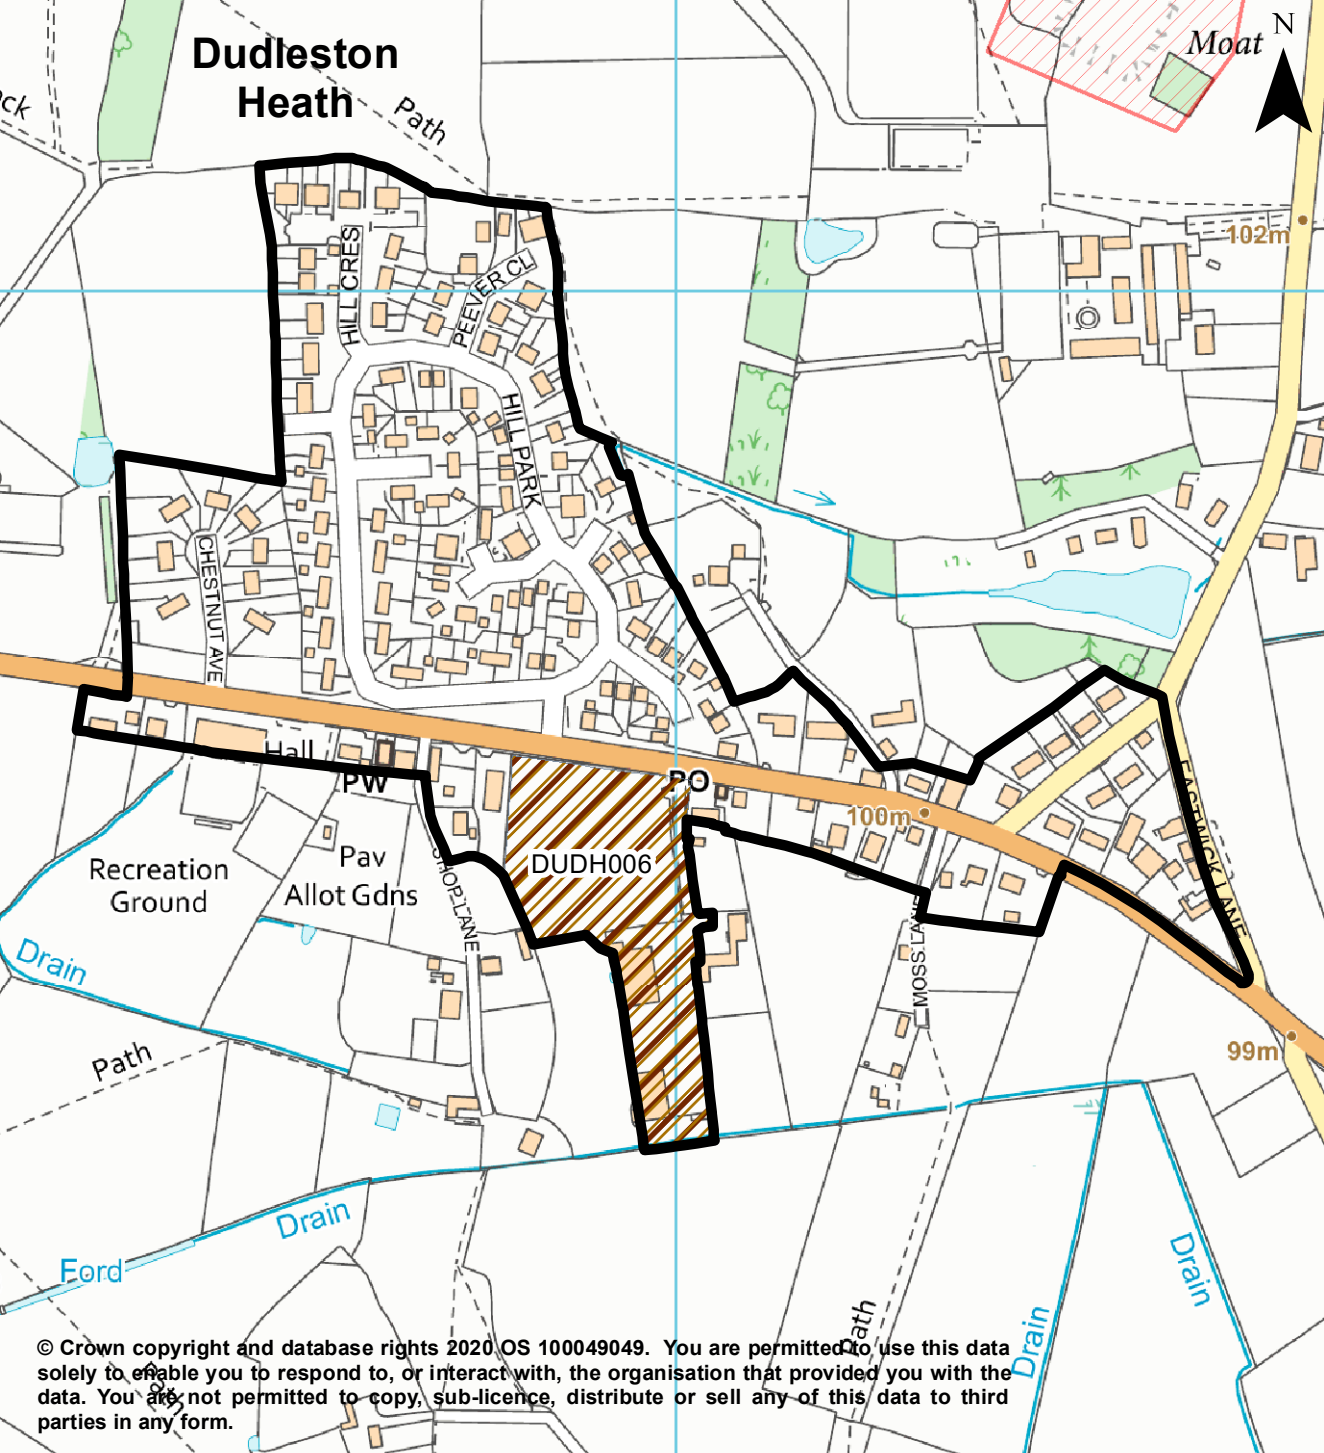 Dudleston
Heath
N
Moat
ock
Path
102m
HILL CRES
PEEVER CL
HILL PARK
CHESTNUT AVE
Hall
PW
PO
100m
DUDH006
EASTWICK LANE
Recreation
Ground
Pav
Allot Gdns
SHOP LANE
MOSS LANE
Drain
Path
99m
Drain
Ford
Drain
Drain
Path
Path
© Crown copyright and database rights 2020 OS 100049049. You are permitted to use this data
solely to enable you to respond to, or interact with, the organisation that provided you with the
data. You are not permitted to copy, sub-licence, distribute or sell any of this data to third
parties in any form.